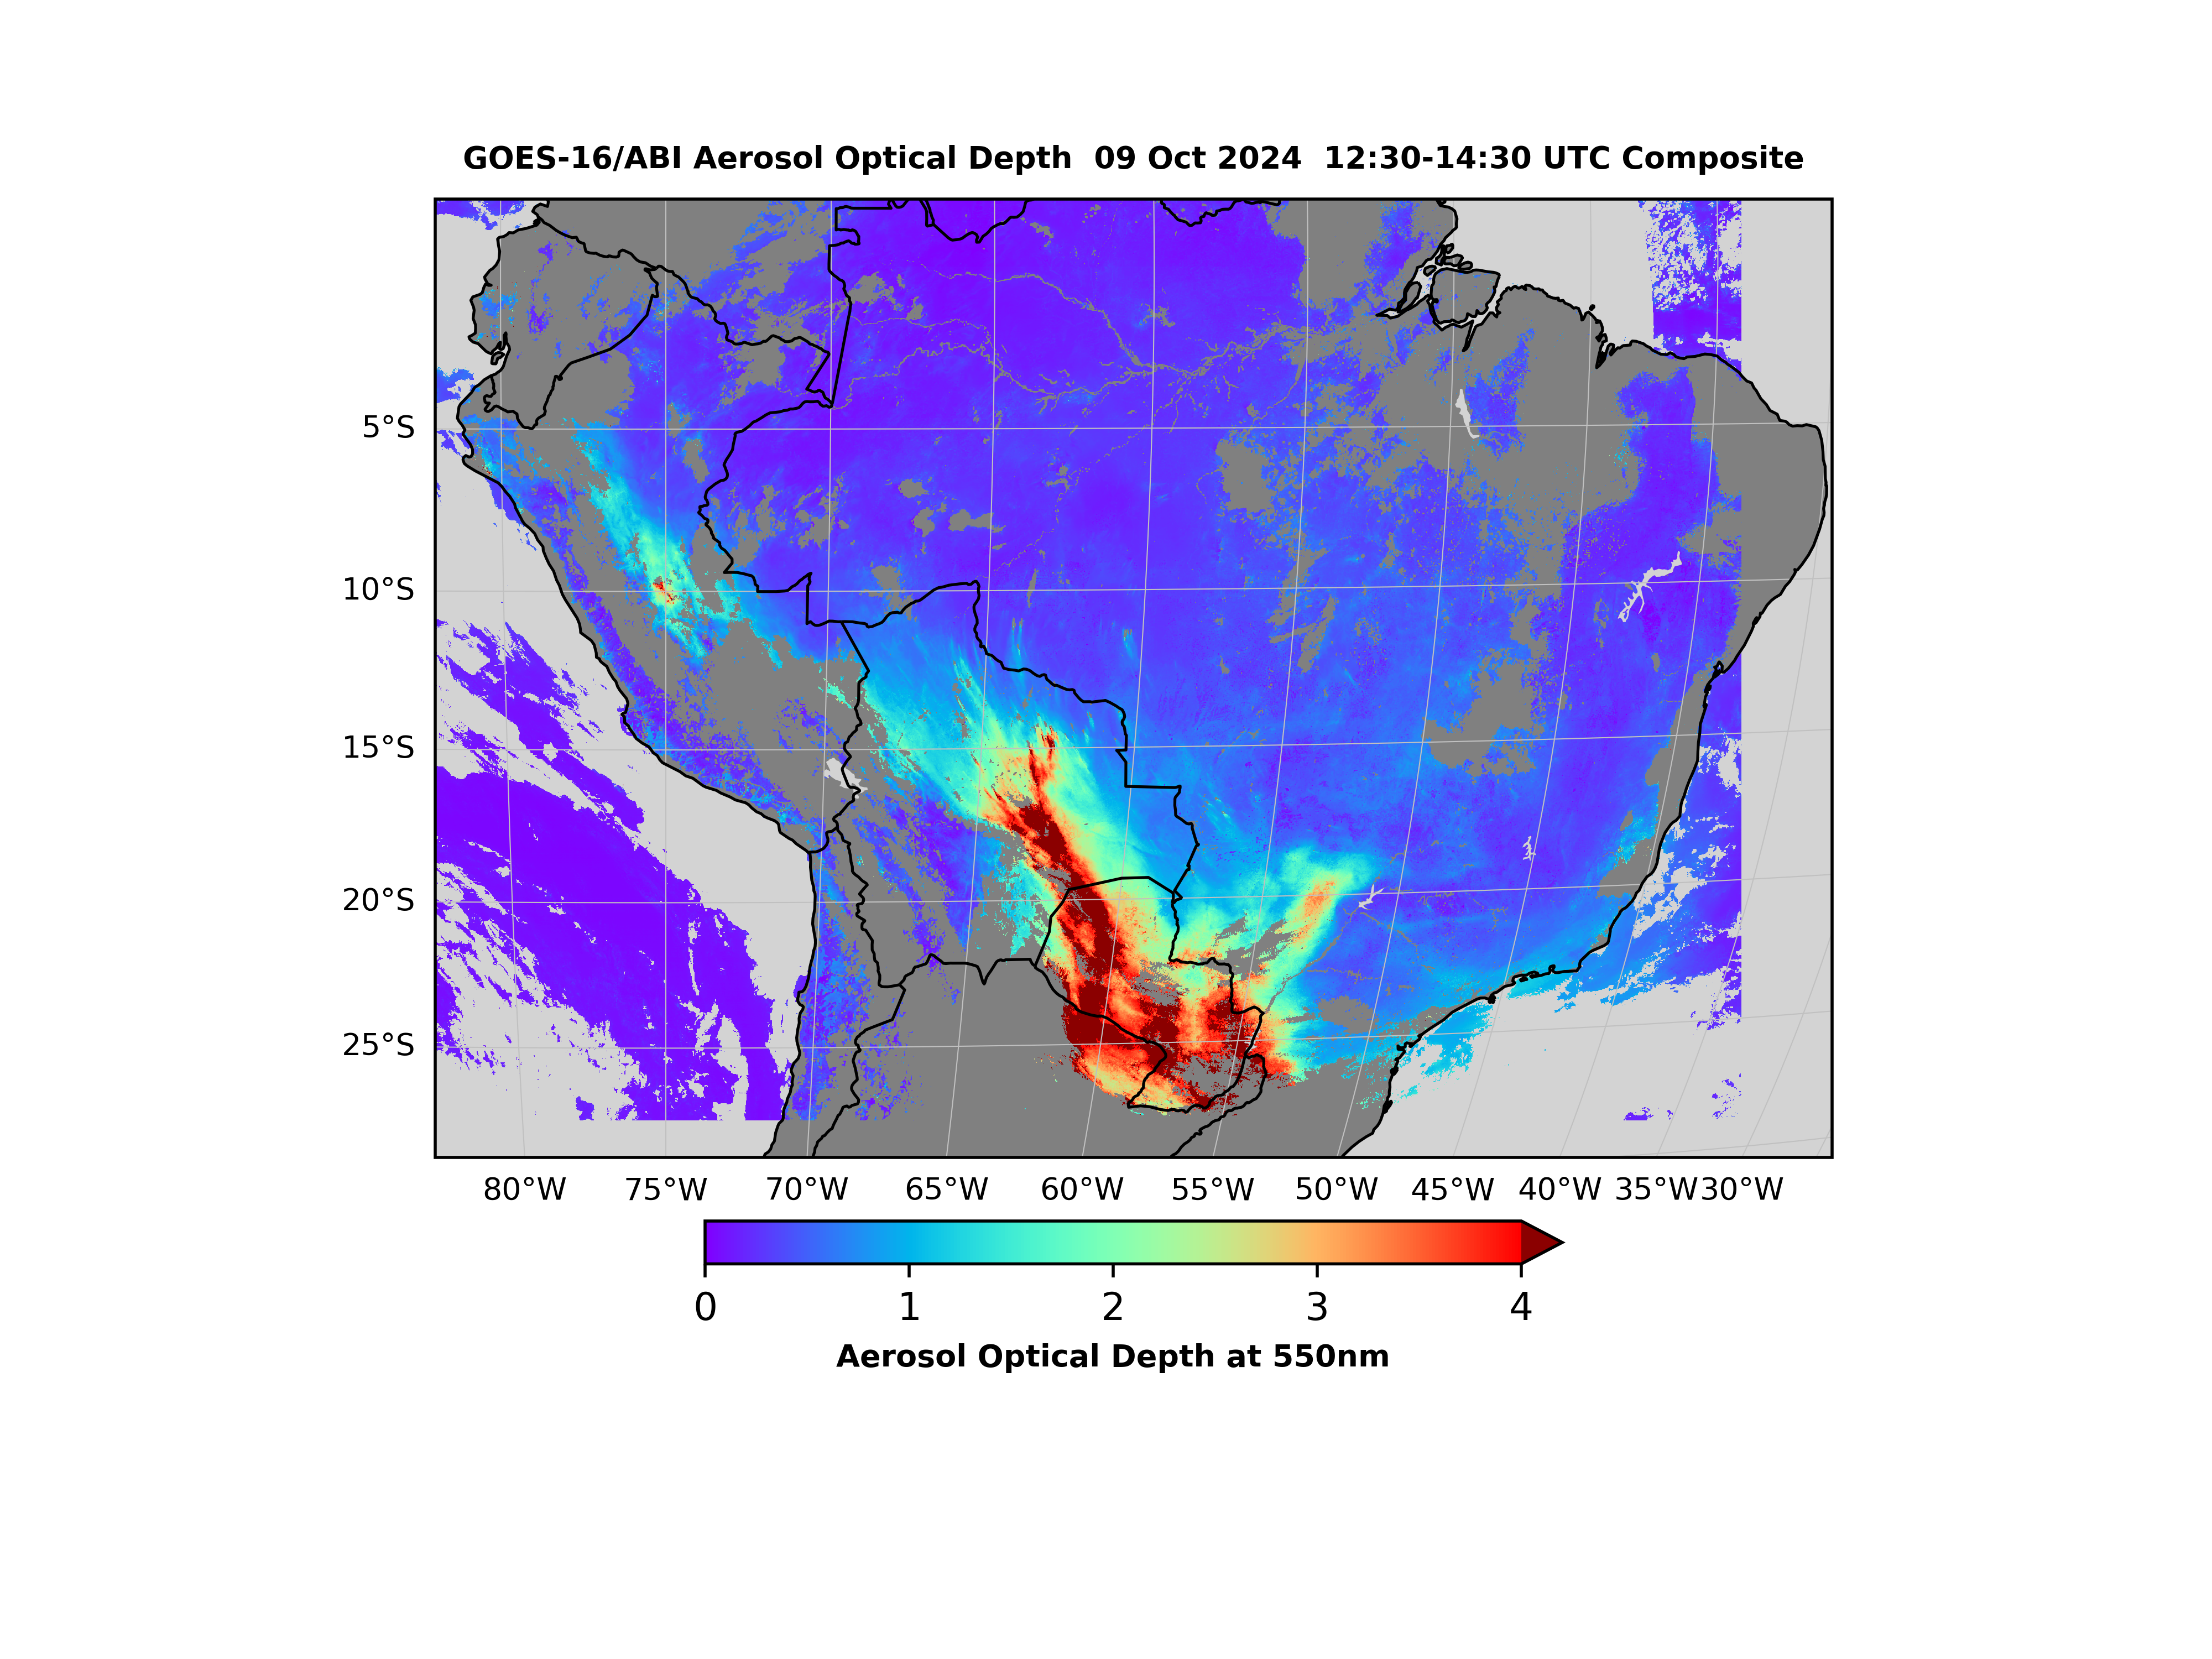 GOES-16/ABI Aerosol Optical Depth  09 Oct 2024  12:30-14:30 UTC Composite
5°S
10°S
15°S
20°S
25°S
80°W 75°W 70°W 65°W 60°W 55°W 50°W 45°W 40°W 35°W 30°W
0 1 2 3 4
Aerosol Optical Depth at 550nm